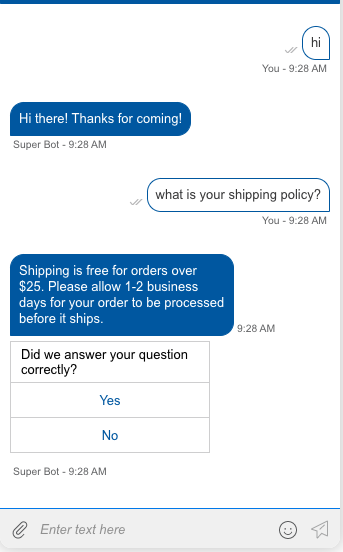 hi
You - 9:28 AM
Hi there! Thanks for coming!
Super Bot - 9:28 AM
what is your shipping policy?
You - 9:28 AM
Shipping is free for orders over
$25. Please allow 1-2 business
days for your order to be processed
before it ships.
9:28 AM
Did we answer your question
correctly?
Yes
No
Super Bot - 9:28 AM
Enter text here